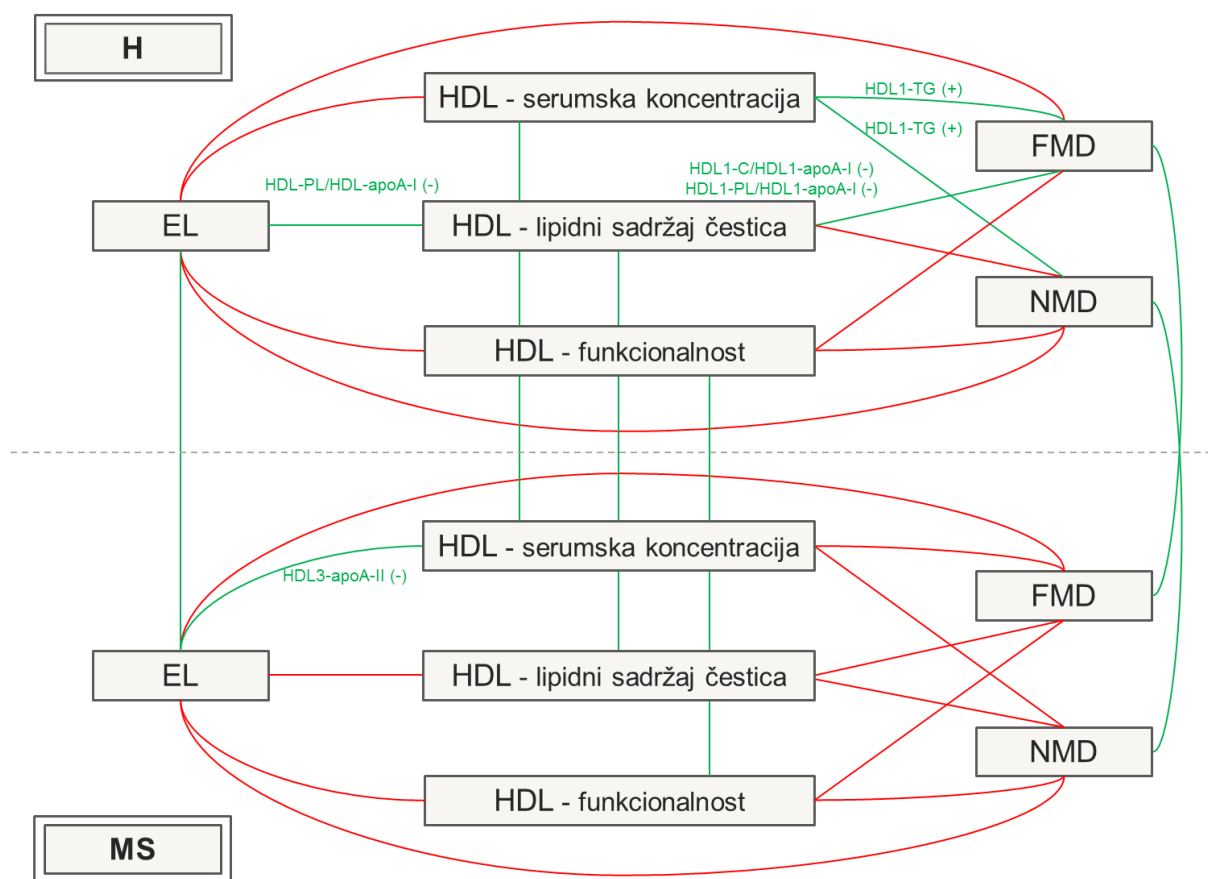 H
HDL - serumska koncentracija
HDL1-TG (+)
HDL1-TG (+)
FMD
HDL1-C/HDL1-apoA-I (-)
HDL1-PL/HDL1-apoA-I (-)
HDL-PL/HDL-apoA-I (-)
EL
HDL - lipidni sadržaj čestica
NMD
HDL - funkcionalnost
HDL - serumska koncentracija
HDL3-apoA-II (-)
FMD
EL
HDL - lipidni sadržaj čestica
NMD
HDL - funkcionalnost
MS